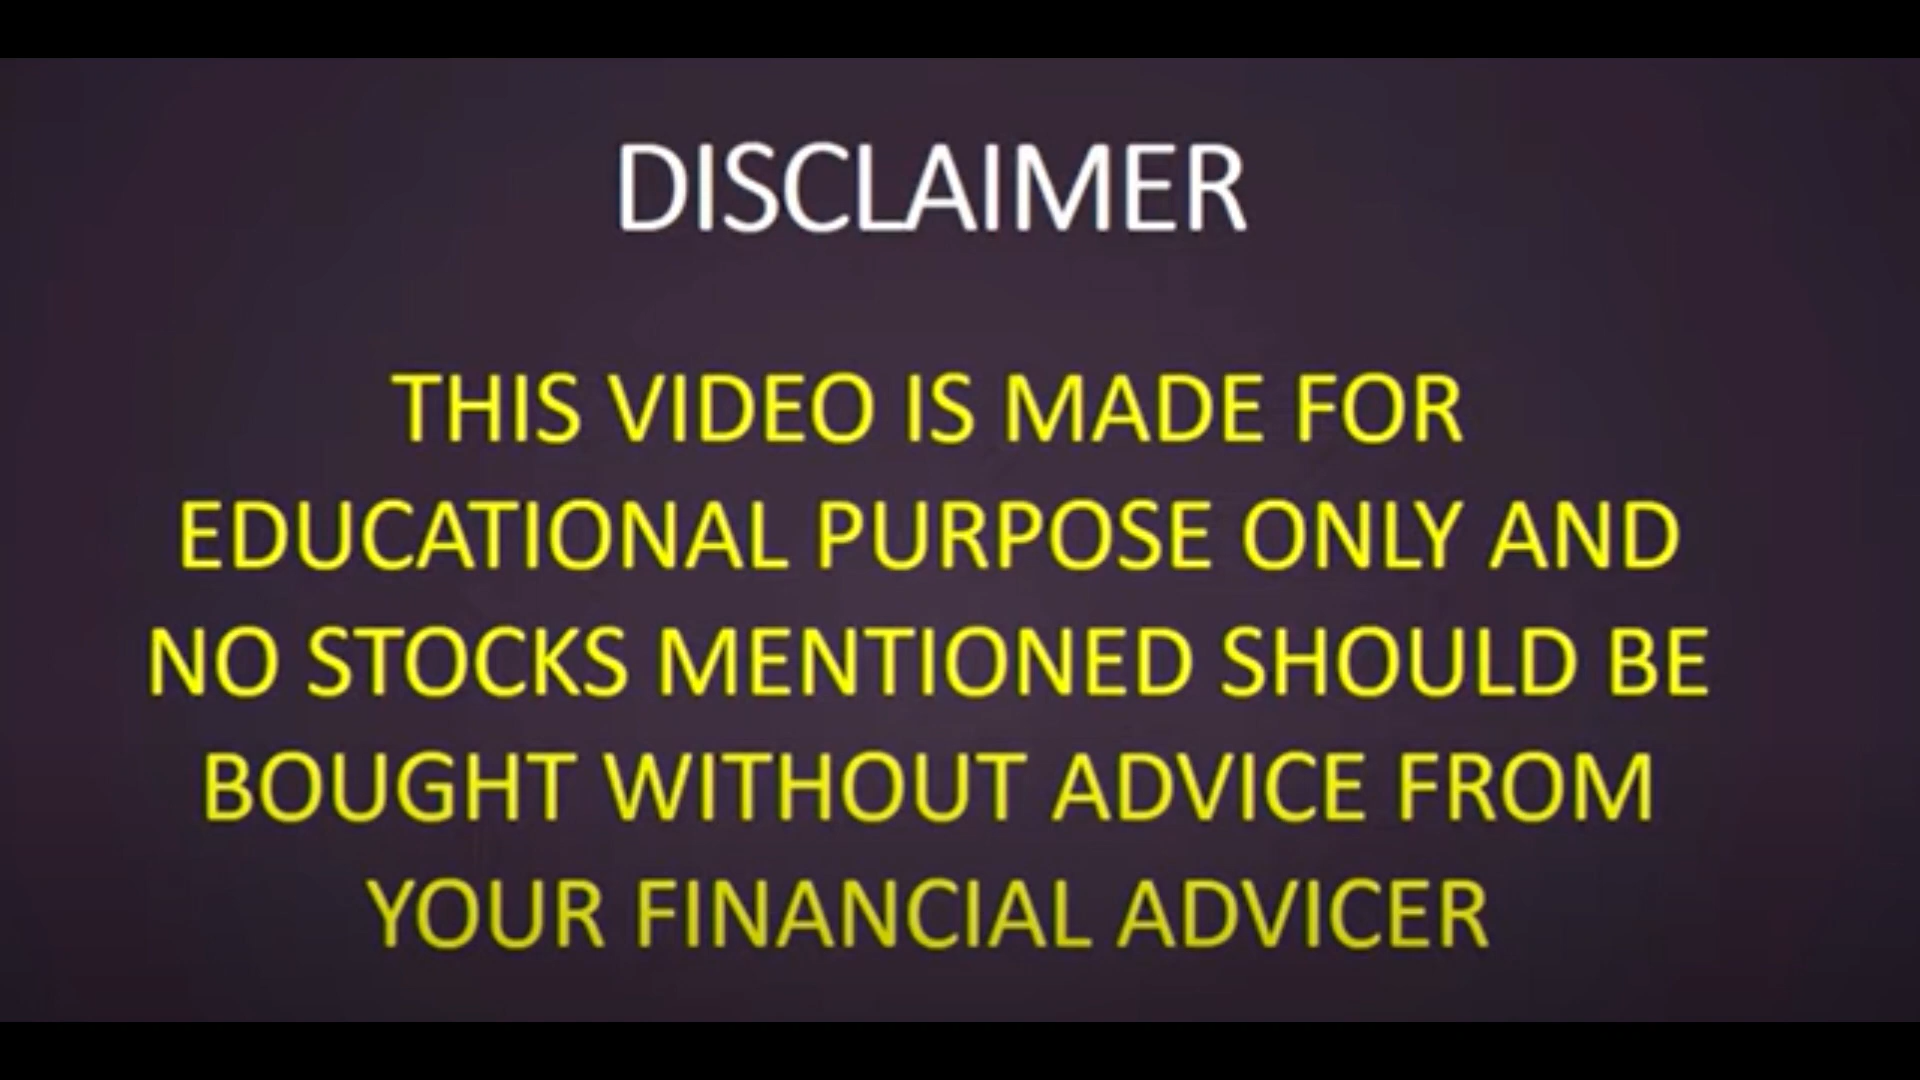 DISCLAIMER
THIS VIDEO IS MADE FOR
EDUCATIONAL PURPOSE ONLY AND
NO STOCKS MENTIONED SHOULD BE
BOUGHT WITHOUT ADVICE FROM
YOUR FINANCIAL ADVICER